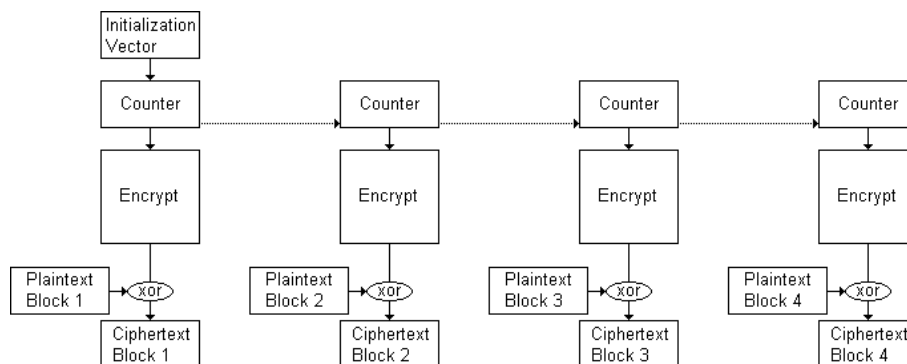 Initialization
Vector
Counter
Counter
Counter
Counter
Encrypt
Encrypt
Encrypt
Encrypt
Plaintext
Block 1
xor
Plaintext
Block 2
xor
Plaintext
Block 3
xor
Plaintext
Block 4
xor
Ciphertext
Block 1
Ciphertext
Block 2
Ciphertext
Block 3
Ciphertext
Block 4